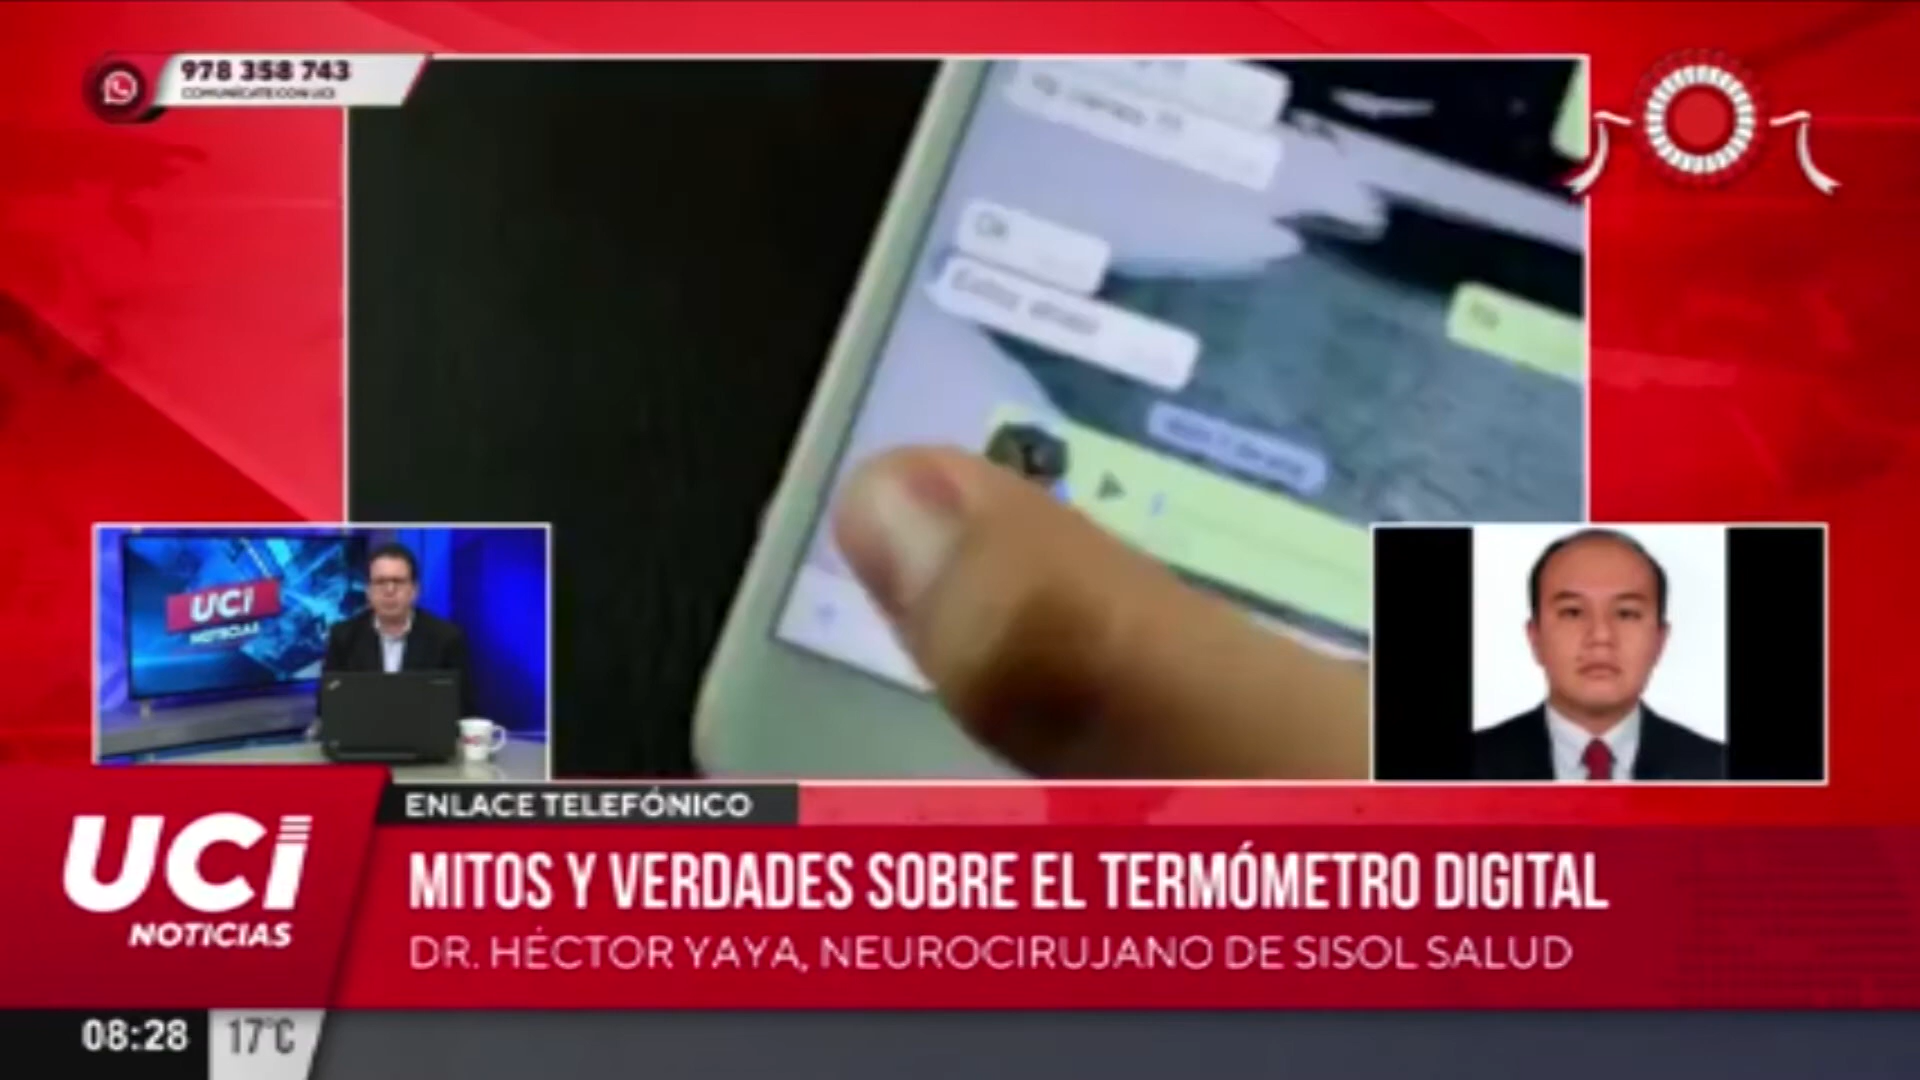 978 358 743
COMUNÍCATE CON UCI
Ok
UCI
NOTICIAS
ENLACE TELEFÓNICO
UCI
NOTICIAS
MITOS Y VERDADES SOBRE EL TERMÓMETRO DIGITAL
DR. HÉCTOR YAYA, NEUROCIRUJANO DE SISOL SALUD
08:28
17°C